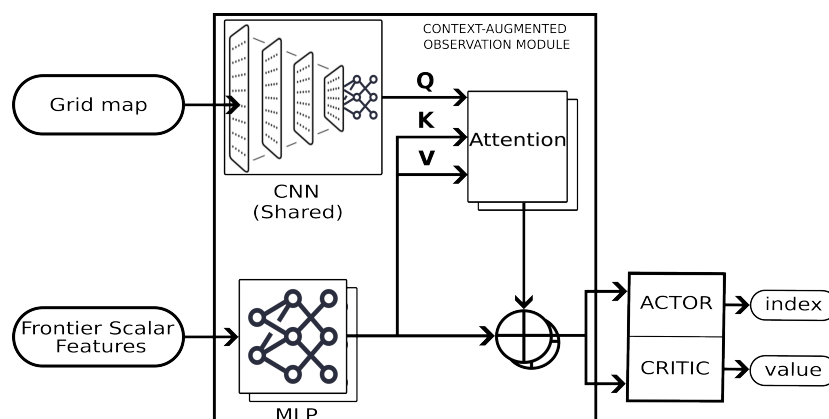 CONTEXT-AUGMENTED
OBSERVATION MODULE
Grid map
Q
K
V
Attention
CNN
(Shared)
Frontier Scalar
Features
MLP
ACTOR
CRITIC
index
value